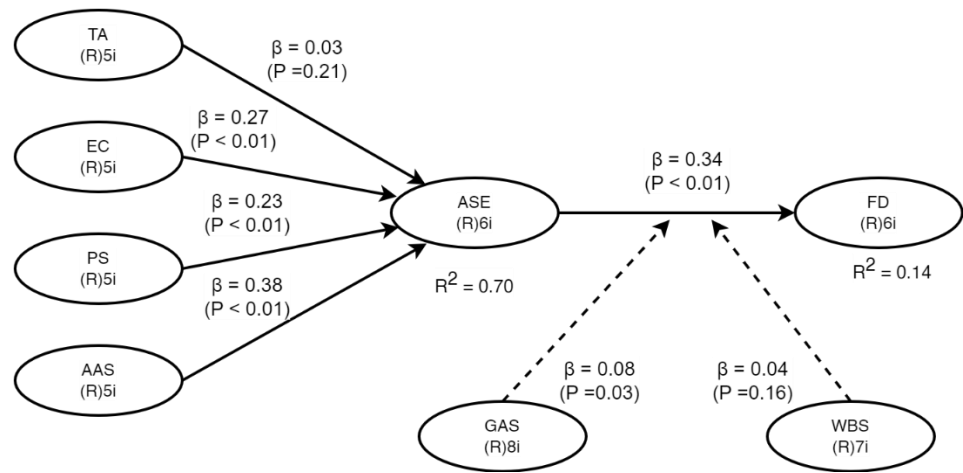 TA
(R)5i
β = 0.03
(P =0.21)
EC
(R)5i
β = 0.27
(P < 0.01)
PS
(R)5i
β = 0.23
(P < 0.01)
AAS
(R)5i
β = 0.38
(P < 0.01)
ASE
(R)6i
R² = 0.70
β = 0.34
(P < 0.01)
FD
(R)6i
R² = 0.14
β = 0.08
(P =0.03)
GAS
(R)8i
β = 0.04
(P =0.16)
WBS
(R)7i